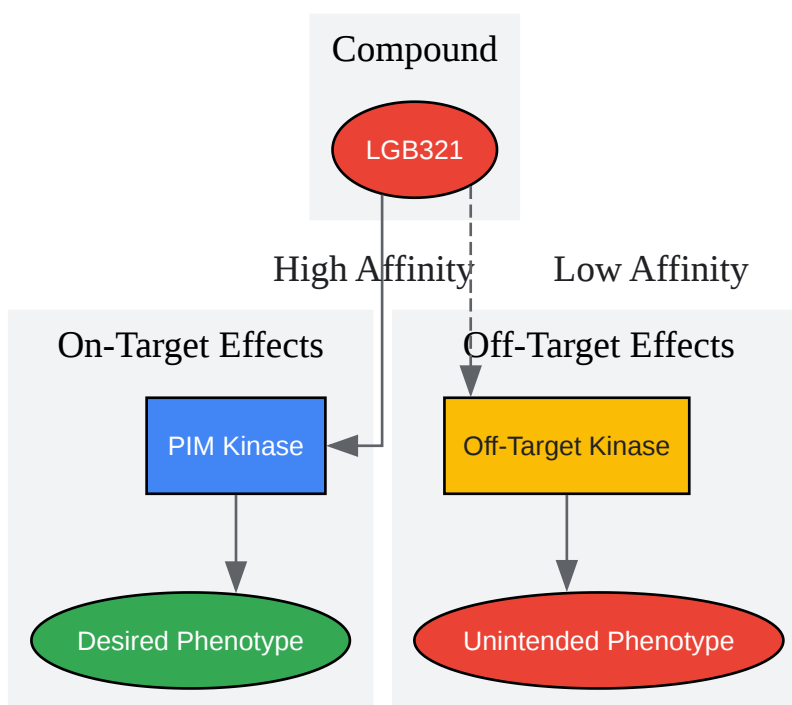 Compound
LGB321
High Affinity
Low Affinity
On-Target Effects
Off-Target Effects
PIM Kinase
Off-Target Kinase
Desired Phenotype
Unintended Phenotype